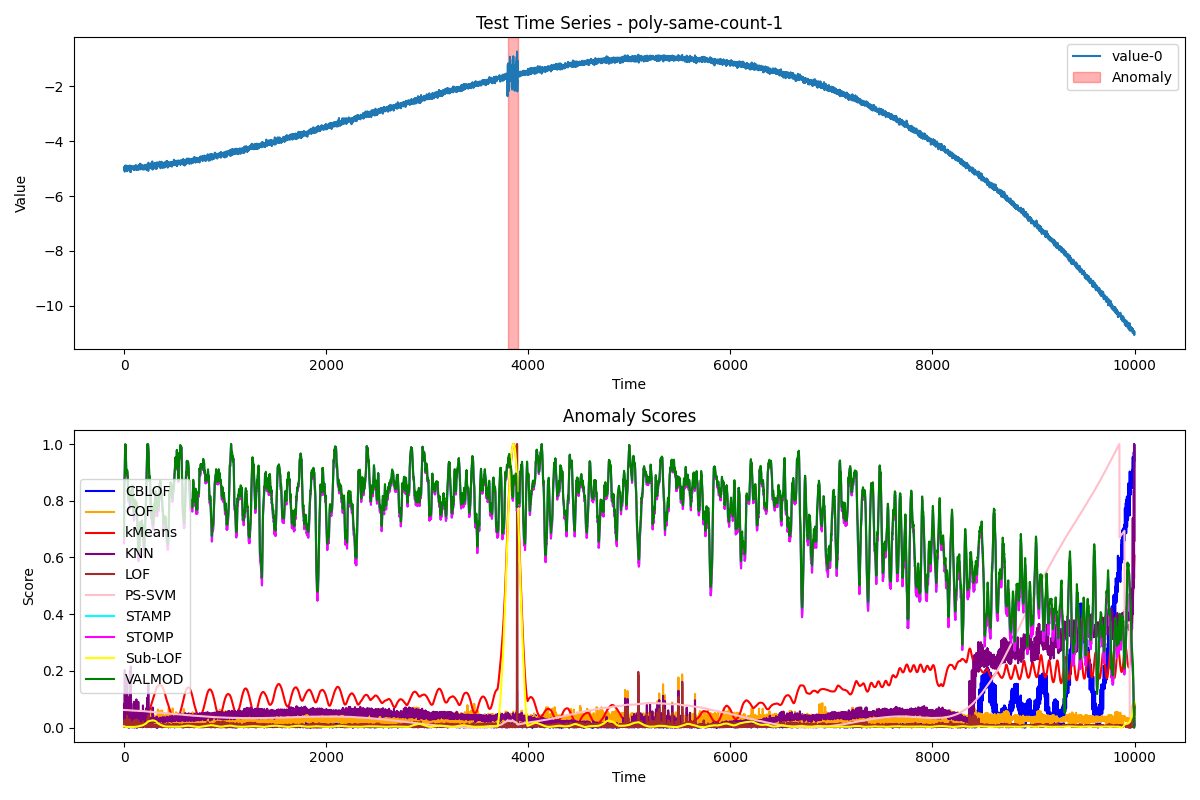 Test Time Series - poly-same-count-1
Value
−2
−4
−6
−8
−10
value-0
Anomaly
0
2000
4000
6000
8000
10000
Time
Anomaly Scores
Score
1.0
0.8
0.6
0.4
0.2
0.0
CBLOF
COF
kMeans
KNN
LOF
PS-SVM
STAMP
STOMP
Sub-LOF
VALMOD
0
2000
4000
6000
8000
10000
Time